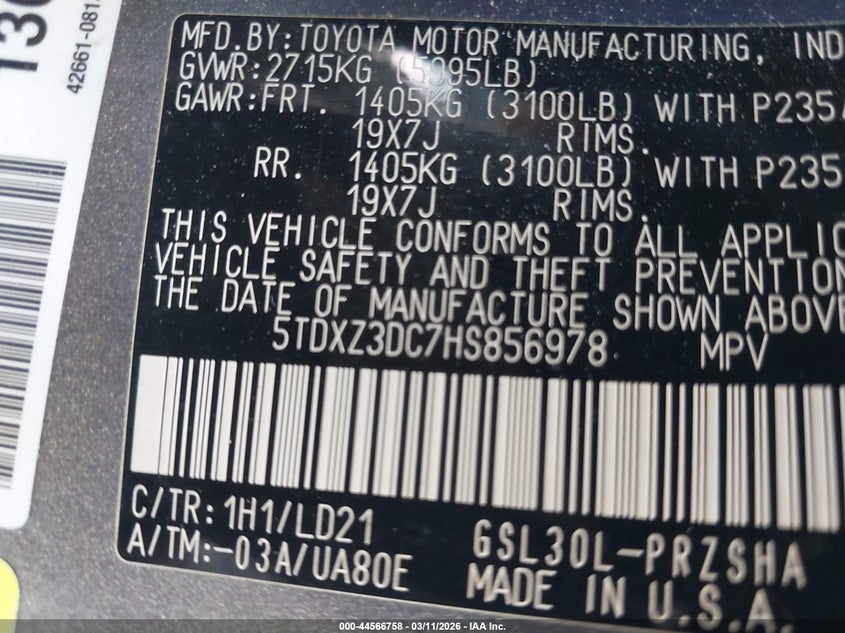 42661-081
MFD.BY:TOYOTA MOTOR MANUFACTURING, IND
GVWR:2715KG (5995LB)
GAWR:FRT. 1405KG (3100LB) WITH P235
19X7J RIMS.
RR. 1405KG (3100LB) WITH P235
19X7J RIMS.
THIS VEHICLE CONFORMS TO ALL APPLIC
VEHICLE SAFETY AND THEFT PREVENTION
THE DATE OF MANUFACTURE SHOWN ABOVE
5TDXZ3DC7HS856978 MPV
C/TR:1H1/LD21
A/TM:-03A/UA80E
GSL30L-PRZSHA
MADE IN U.S.A.
000-44566758 - 03/11/2026 - IAA Inc.